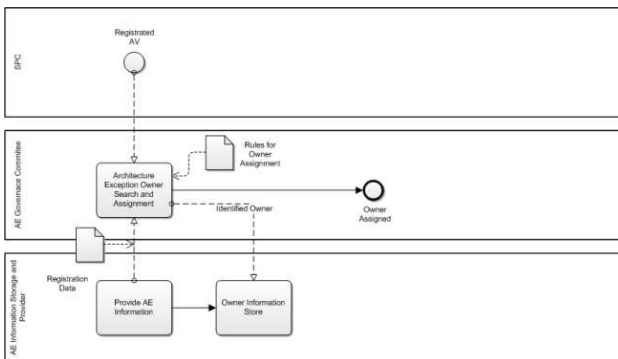 SPC
Registrated
AV
AE Governace Commitee
Rules for
Owner
Assignment
Architecture
Exception Owner
Search and
Assignment
Identified Owner
Owner
Assigned
AE Information Storage and
Provider
Registration
Data
Provide AE
Information
Owner Information
Store